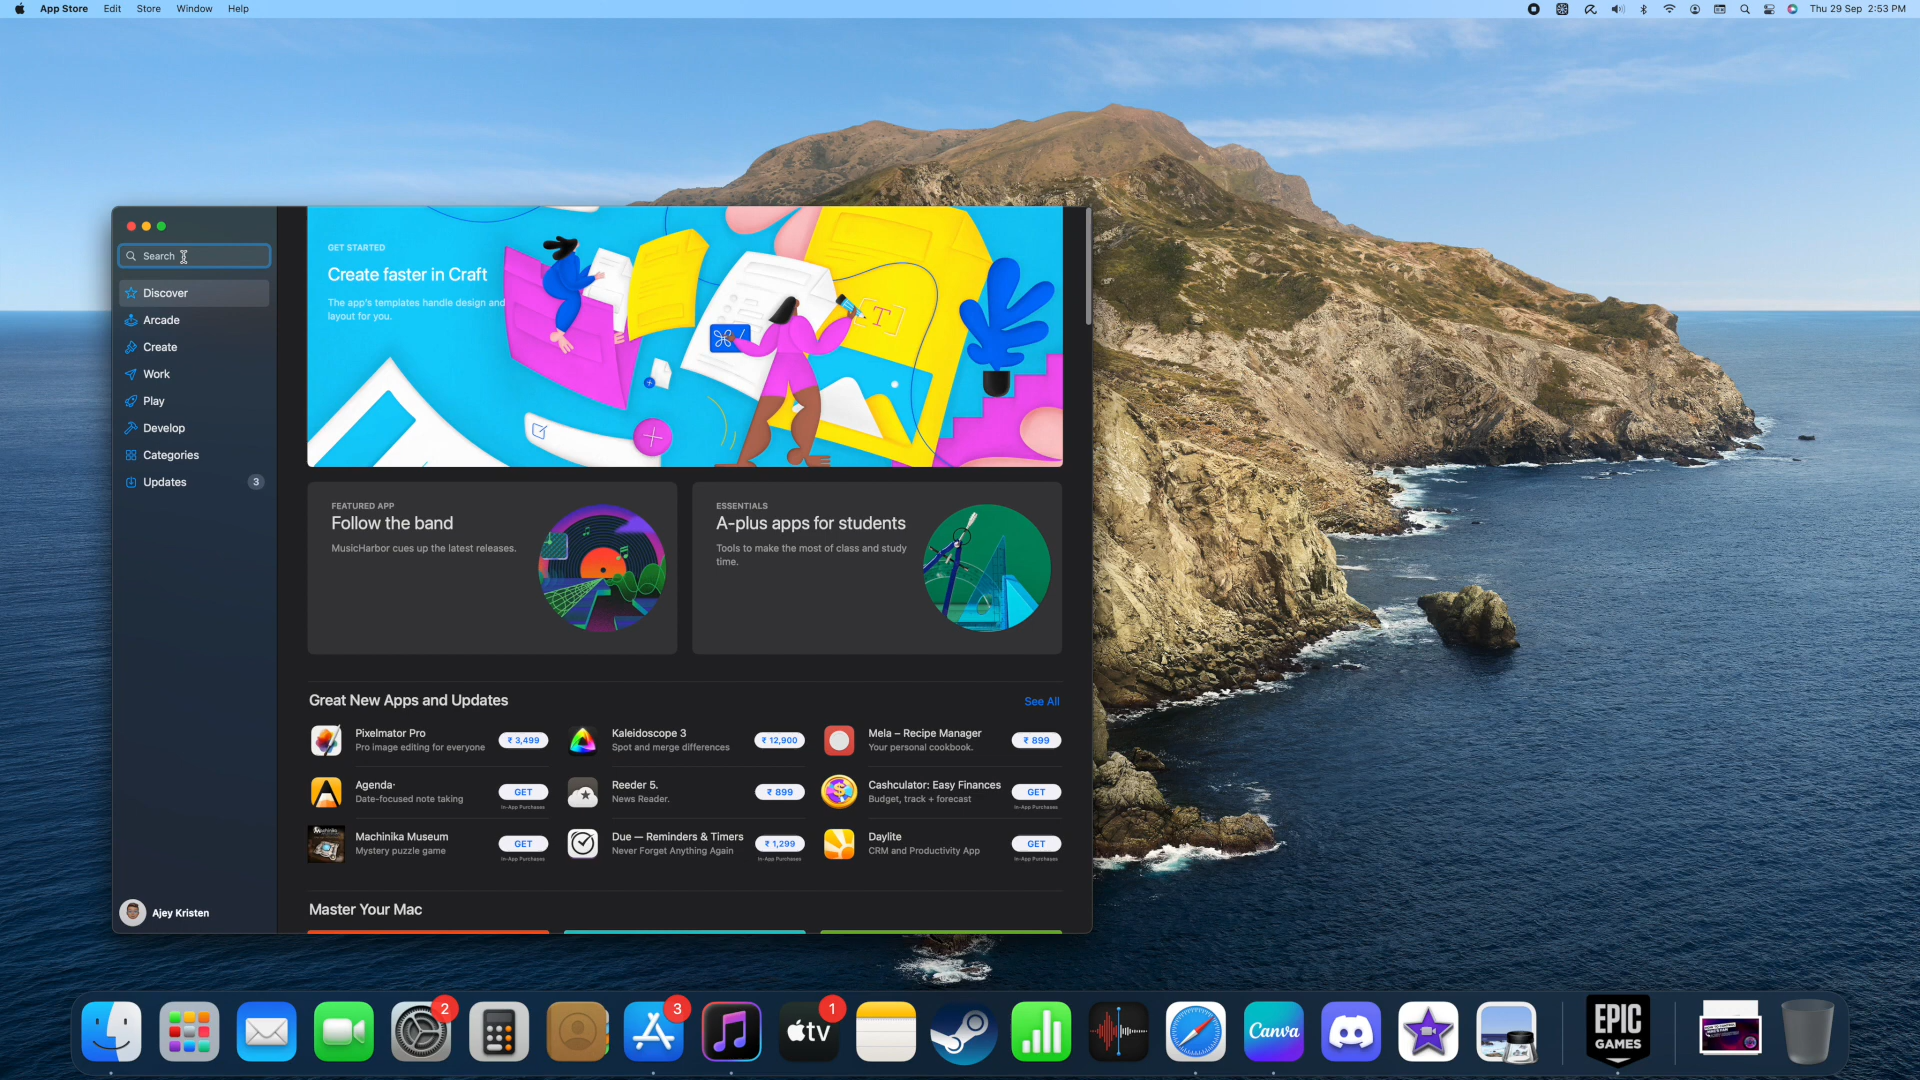 App Store Edit Store Window Help
Thu 29 Sep 2:53 PM
Search
Discover
Arcade
Create
Work
Play
Develop
Categories
Updates 3
Ajey Kristen
GET STARTED
Create faster in Craft
The app's templates handle design and
layout for you.
T
FEATURED APP
Follow the band
MusicHarbor cues up the latest releases.
ESSENTIALS
A-plus apps for students
Tools to make the most of class and study
time.
Great New Apps and Updates
See All
Pixelmator Pro
Pro image editing for everyone
₹ 3,499
Kaleidoscope 3
Spot and merge differences
₹ 12,900
Mela – Recipe Manager
Your personal cookbook.
₹ 899
Agenda·
Date-focused note taking
GET
In-App Purchases
Reeder 5.
News Reader.
₹ 899
Cashculator: Easy Finances
Budget, track + forecast
GET
In-App Purchases
Machinika Museum
Mystery puzzle game
GET
In-App Purchases
Due — Reminders & Timers
Never Forget Anything Again
₹ 1,299
In-App Purchases
Daylite
CRM and Productivity App
GET
In-App Purchases
Master Your Mac
2
3
1
tv
Canva
EPIC
GAMES